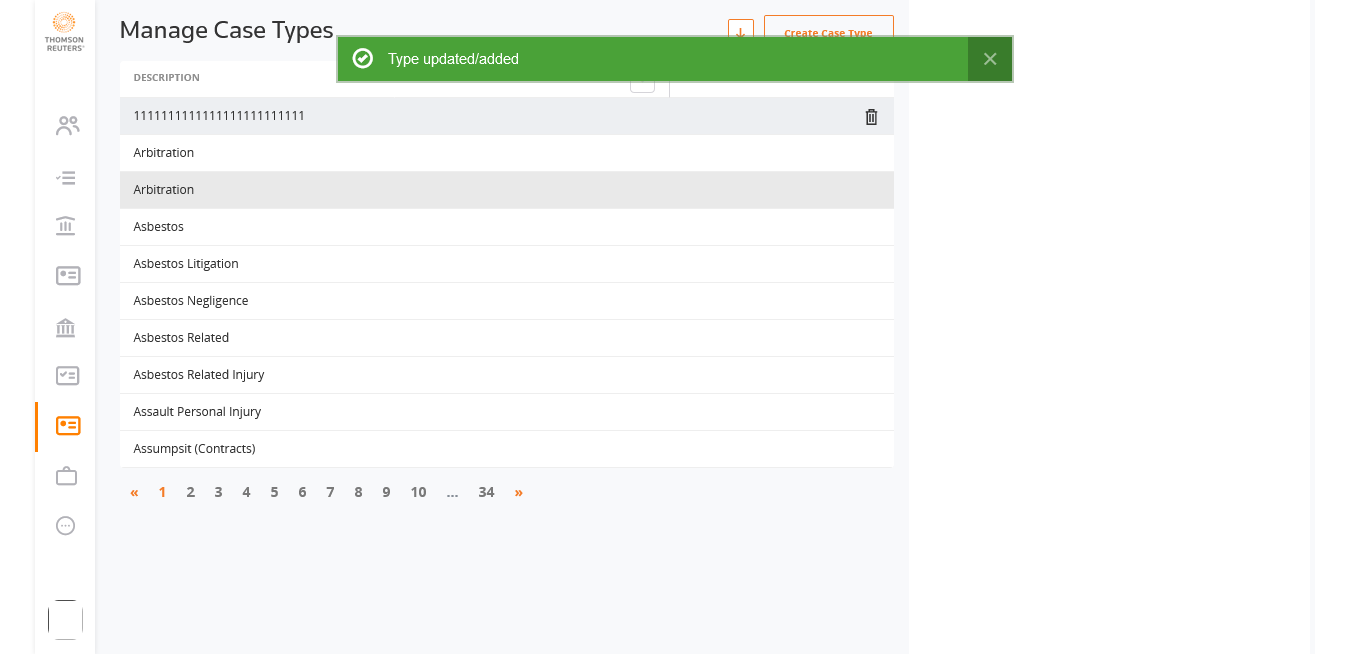 THOMSON
REUTERS
Manage Case Types
Create Case Type
Type updated/added
DESCRIPTION
1111111111111111111111111
Arbitration
Arbitration
Asbestos
Asbestos Litigation
Asbestos Negligence
Asbestos Related
Asbestos Related Injury
Assault Personal Injury
Assumpsit (Contracts)
« 1 2 3 4 5 6 7 8 9 10 ... 34 »